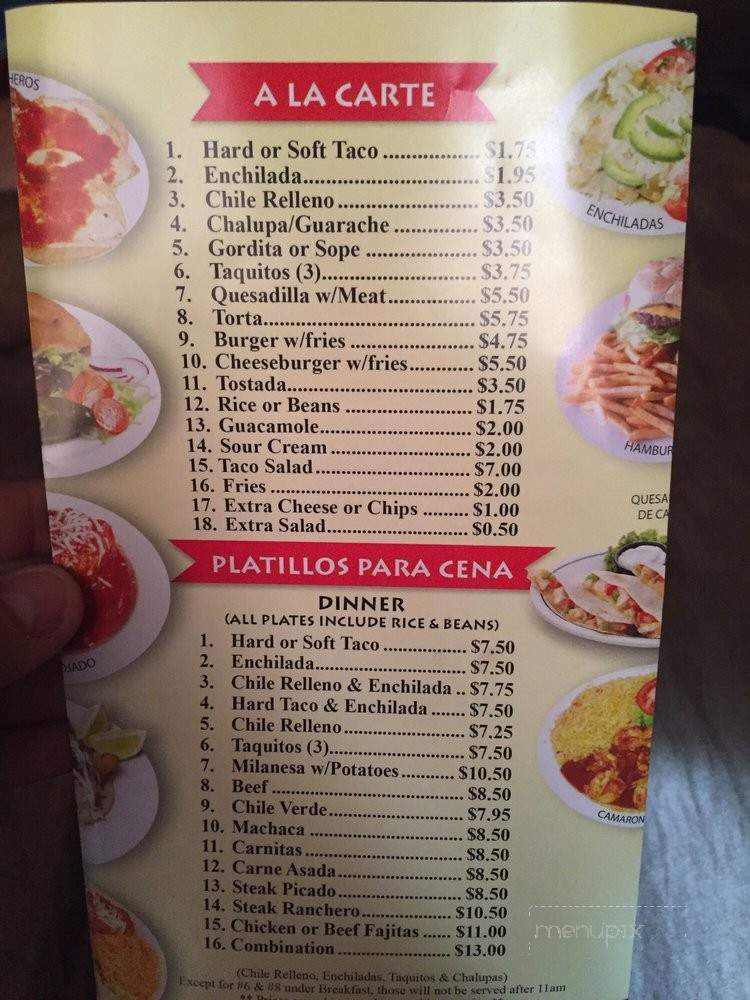 HEROS
A LA CARTE
1. Hard or Soft Taco ................. $1.75
2. Enchilada............................... $1.95
3. Chile Relleno ......................... $3.50
4. Chalupa/Guarache ............... $3.50
5. Gordita or Sope .................... $3.50
6. Taquitos (3)............................ $3.75
7. Quesadilla w/Meat................ $5.50
8. Torta....................................... $5.75
9. Burger w/fries ....................... $4.75
10. Cheeseburger w/fries............ $5.50
11. Tostada.................................. $3.50
12. Rice or Beans ....................... $1.75
13. Guacamole............................ $2.00
14. Sour Cream .......................... $2.00
15. Taco Salad ............................ $7.00
16. Fries ..................................... $2.00
17. Extra Cheese or Chips ......... $1.00
18. Extra Salad........................... $0.50
ENCHILADAS
HAMBUR
QUESA
DE CA
PLATILLOS PARA CENA
DINNER
(ALL PLATES INCLUDE RICE & BEANS)
1. Hard or Soft Taco ................ $7.50
2. Enchilada............................. $7.50
3. Chile Relleno & Enchilada .. $7.75
4. Hard Taco & Enchilada ....... $7.50
5. Chile Relleno........................ $7.25
6. Taquitos (3).......................... $7.50
7. Milanesa w/Potatoes........... $10.50
8. Beef ..................................... $8.50
9. Chile Verde........................... $7.95
10. Machaca ............................... $8.50
11. Carnitas ................................ $8.50
12. Carne Asada......................... $8.50
13. Steak Picado......................... $8.50
14. Steak Ranchero.................. $10.50
15. Chicken or Beef Fajitas ...... $11.00
16. Combination...................... $13.00
OJADO
CAMARON
menupix
(Chile Relleno, Enchiladas, Taquitos & Chalupas)
Except for #6 & #8 under Breakfast, those will not be served after 11am